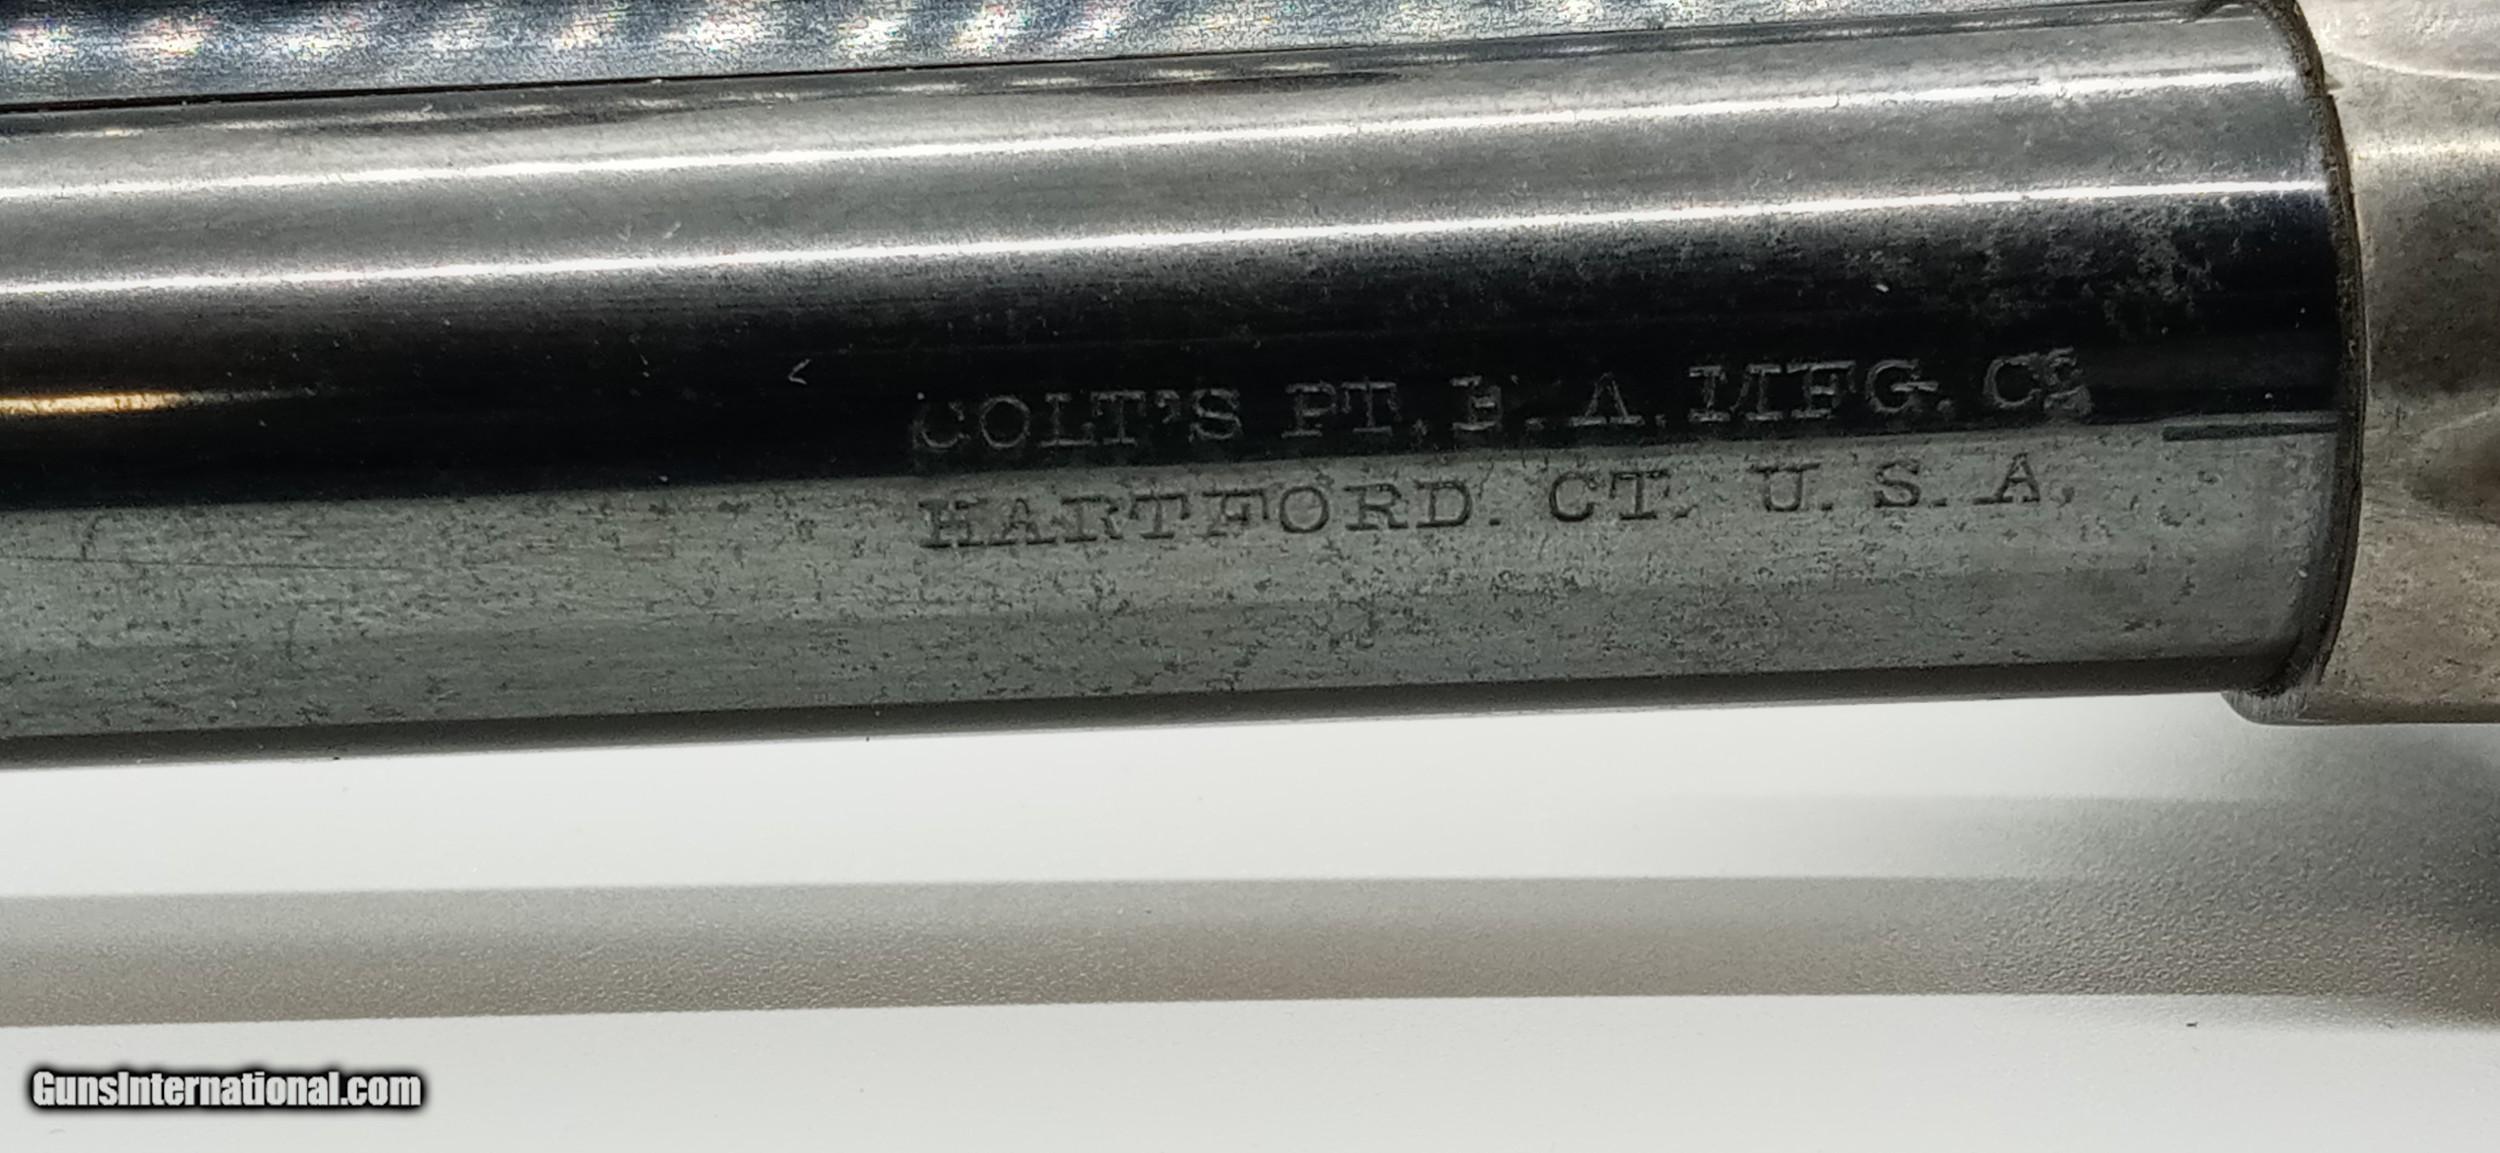 COLT'S PT. F. A. MFG. Co
HARTFORD. CT. U. S. A.
GunsInternational.com